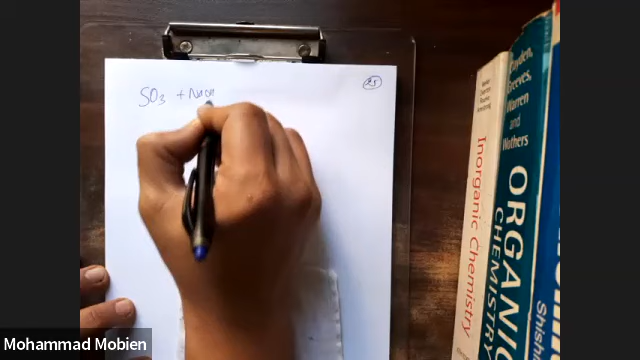 25
SO3 + NaOH
Inorganic Chemistry
Clayden,
Greeves,
Warren
and
Wothers
ORGANIC
CHEMISTRY
Mohammad Mobien